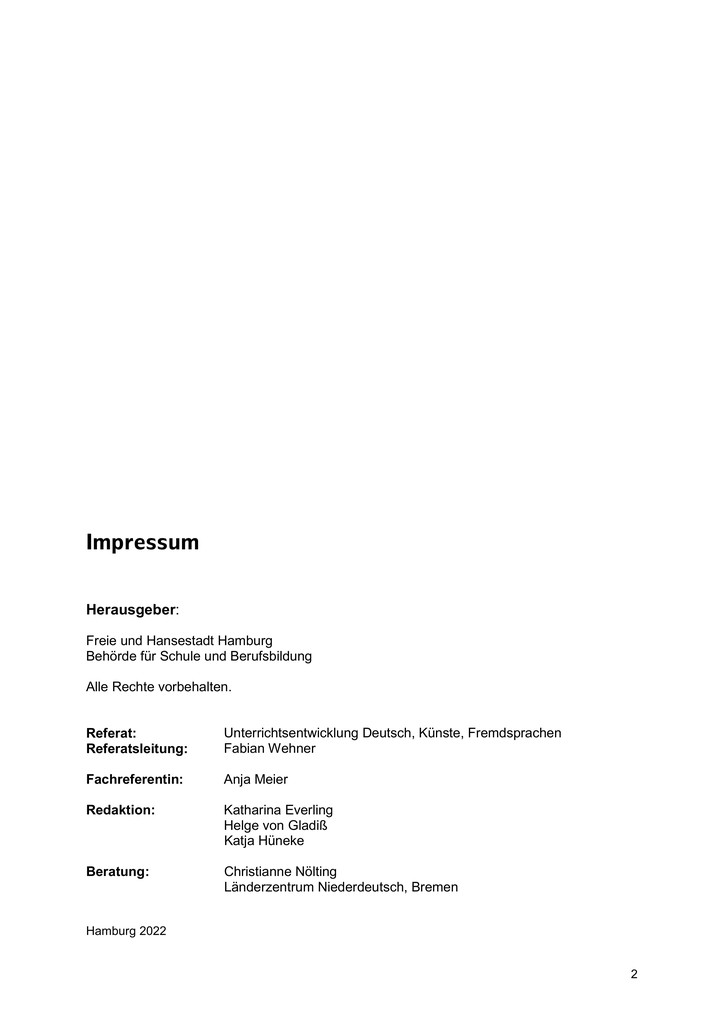 Impressum
Herausgeber:
Freie und Hansestadt Hamburg
Behörde für Schule und Berufsbildung
Alle Rechte vorbehalten.
Referat: Unterrichtsentwicklung Deutsch, Künste, Fremdsprachen
Referatsleitung: Fabian Wehner
Fachreferentin: Anja Meier
Redaktion: Katharina Everling
Helge von Gladiß
Katja Hüneke
Beratung: Christianne Nölting
Länderzentrum Niederdeutsch, Bremen
Hamburg 2022
2